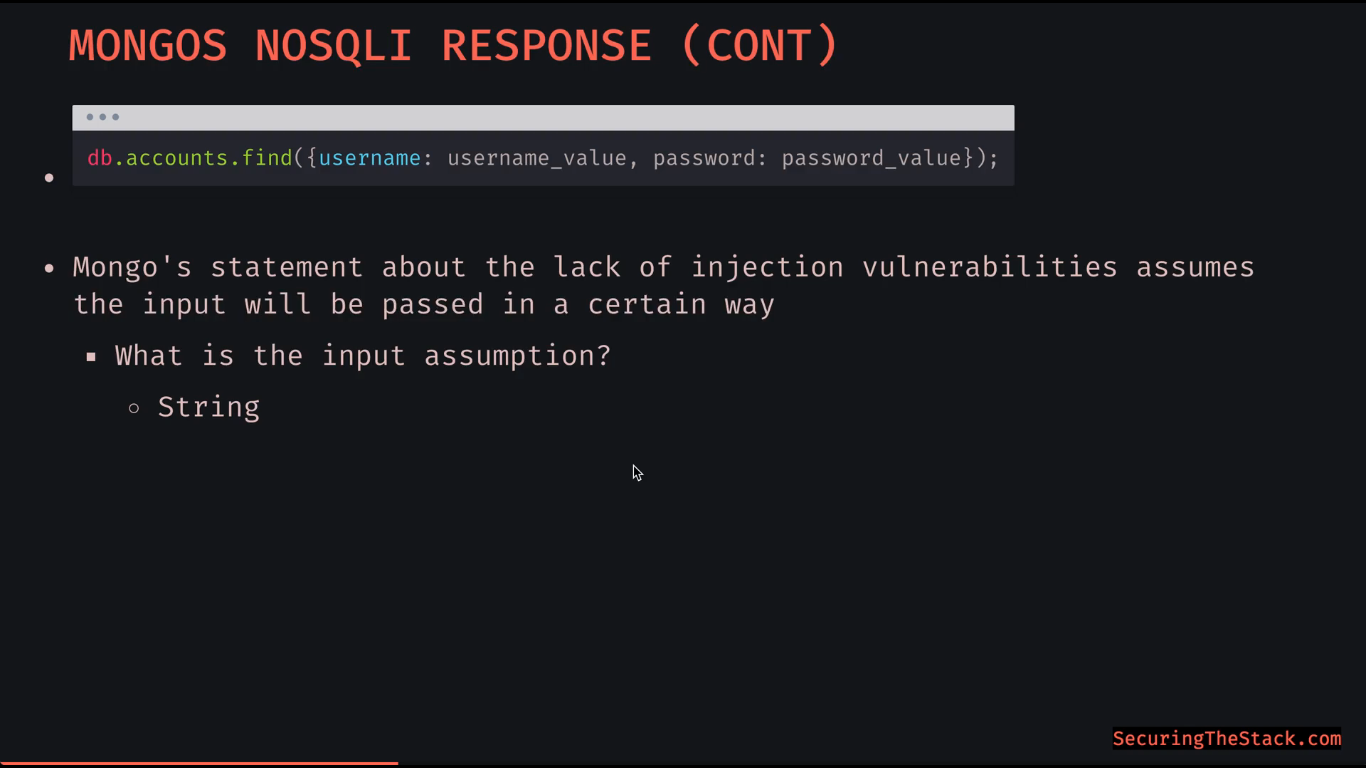 MONGOS NOSQLI RESPONSE (CONT)
db.accounts.find({username: username_value, password: password_value});
Mongo's statement about the lack of injection vulnerabilities assumes
the input will be passed in a certain way
What is the input assumption?
String
SecuringTheStack.com